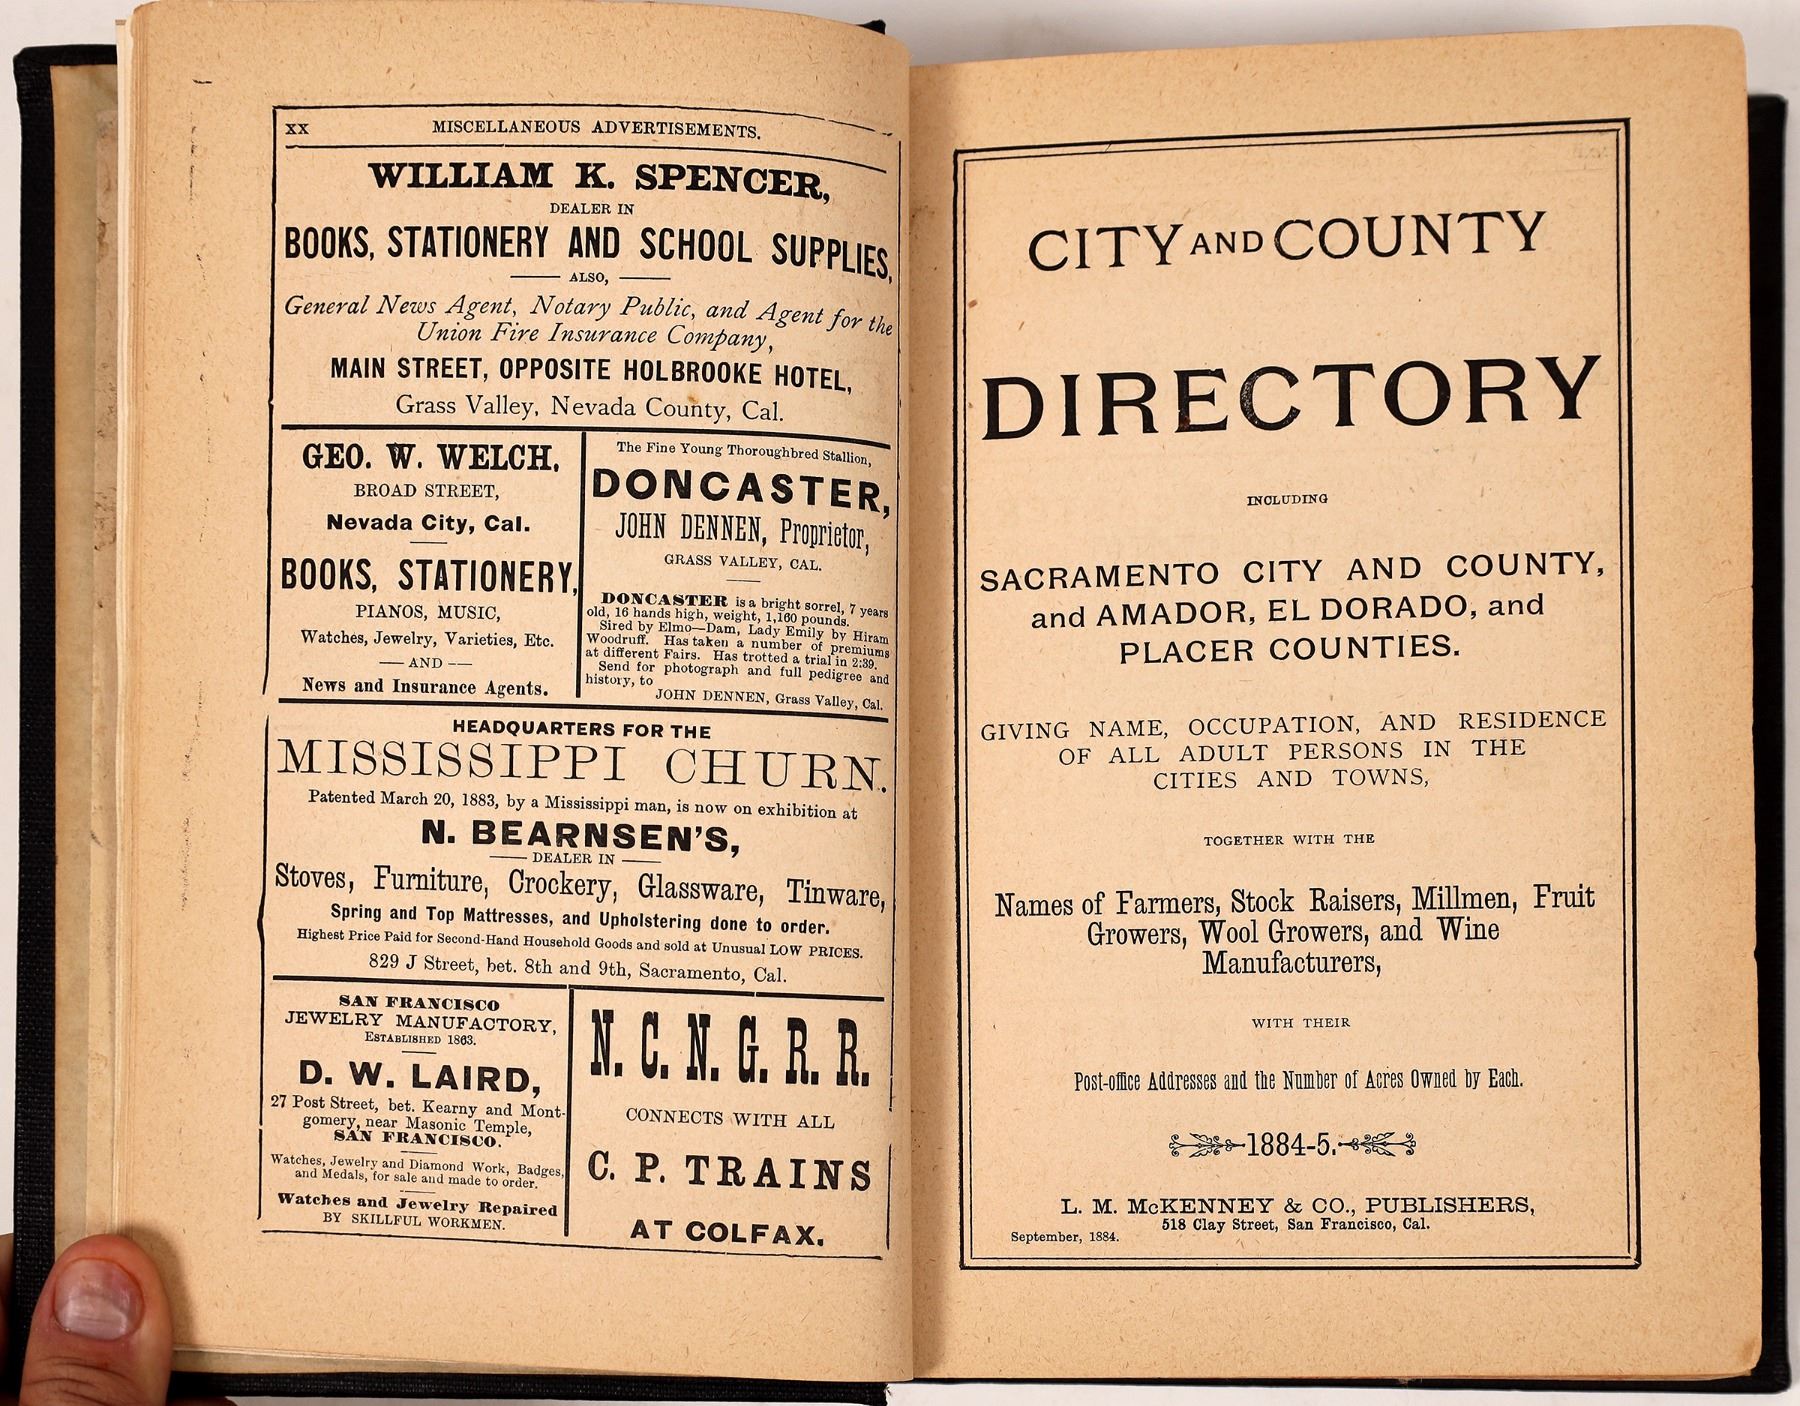 XX MISCELLANEOUS ADVERTISEMENTS.
WILLIAM K. SPENCER,
DEALER IN
BOOKS, STATIONERY AND SCHOOL SUPPLIES,
ALSO,
General News Agent, Notary Public, and Agent for the
Union Fire Insurance Company,
MAIN STREET, OPPOSITE HOLBROOKE HOTEL,
Grass Valley, Nevada County, Cal.
GEO. W. WELCH,
BROAD STREET,
Nevada City, Cal.
BOOKS, STATIONERY,
PIANOS, MUSIC,
Watches, Jewelry, Varieties, Etc.
— AND —
News and Insurance Agents.
The Fine Young Thoroughbred Stallion,
DONCASTER,
JOHN DENNEN, Proprietor,
GRASS VALLEY, CAL.
DONCASTER is a bright sorrel, 7 years
old, 16 hands high, weight, 1,160 pounds.
Sired by Elmo—Dam, Lady Emily by Hiram
Woodruff. Has taken a number of premiums
at different Fairs. Has trotted a trial in 2:39.
Send for photograph and full pedigree and
history, to
JOHN DENNEN, Grass Valley, Cal.
HEADQUARTERS FOR THE
MISSISSIPPI CHURN.
Patented March 20, 1883, by a Mississippi man, is now on exhibition at
N. BEARNSEN'S,
DEALER IN
Stoves, Furniture, Crockery, Glassware, Tinware,
Spring and Top Mattresses, and Upholstering done to order.
Highest Price Paid for Second-Hand Household Goods and sold at Unusual LOW PRICES.
829 J Street, bet. 8th and 9th, Sacramento, Cal.
SAN FRANCISCO
JEWELRY MANUFACTORY,
ESTABLISHED 1863.
D. W. LAIRD,
27 Post Street, bet. Kearny and Mont-
gomery, near Masonic Temple,
SAN FRANCISCO.
Watches, Jewelry and Diamond Work, Badges,
and Medals, for sale and made to order.
Watches and Jewelry Repaired
BY SKILLFUL WORKMEN.
N. C. N. G. R. R.
CONNECTS WITH ALL
C. P. TRAINS
AT COLFAX.
CITY AND COUNTY
DIRECTORY
INCLUDING
SACRAMENTO CITY AND COUNTY,
and AMADOR, EL DORADO, and
PLACER COUNTIES.
GIVING NAME, OCCUPATION, AND RESIDENCE
OF ALL ADULT PERSONS IN THE
CITIES AND TOWNS,
TOGETHER WITH THE
Names of Farmers, Stock Raisers, Millmen, Fruit
Growers, Wool Growers, and Wine
Manufacturers,
WITH THEIR
Post-office Addresses and the Number of Acres Owned by Each.
1884-5.
L. M. McKENNEY & CO., PUBLISHERS,
518 Clay Street, San Francisco, Cal.
September, 1884.